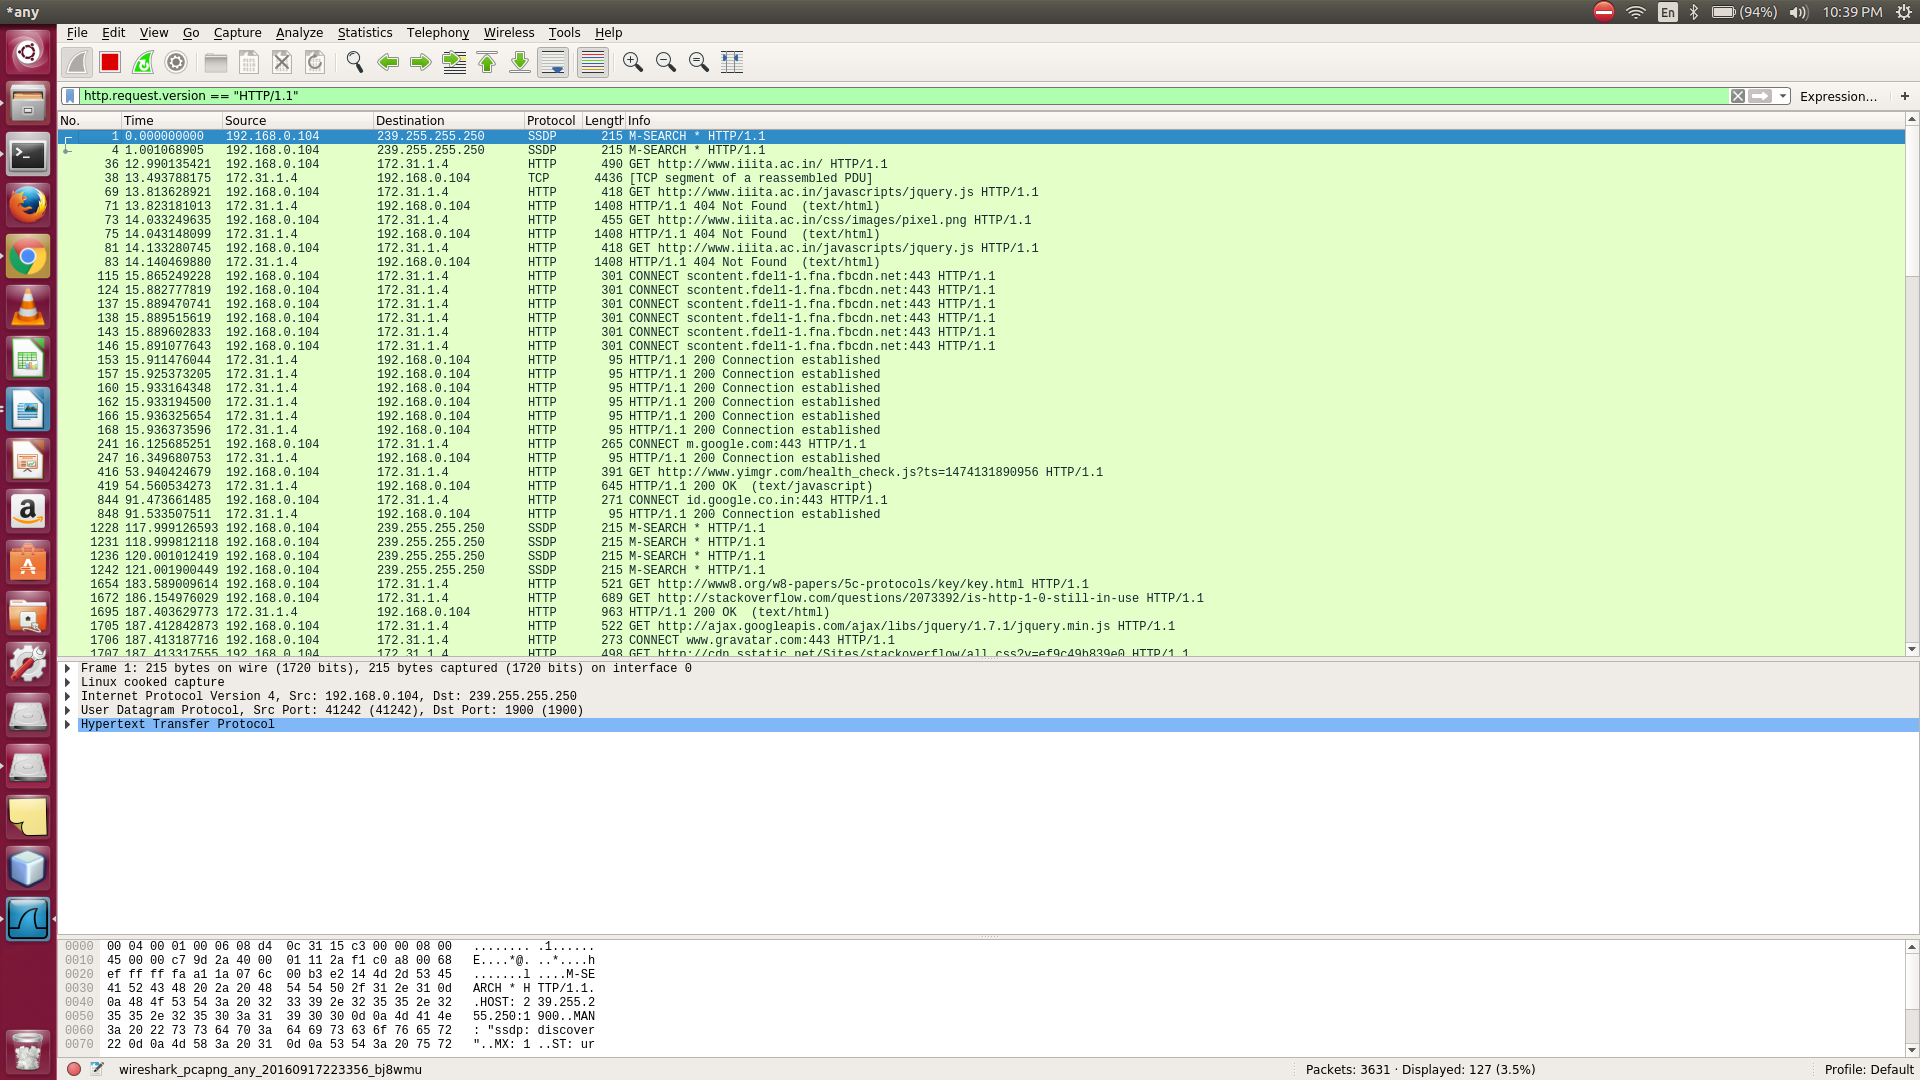 *any
En
(94%)
10:39 PM
File Edit View Go Capture Analyze Statistics Telephony Wireless Tools Help
http.request.version == "HTTP/1.1"
Expression… +
No. Time Source Destination Protocol Length Info
1 0.000000000 192.168.0.104 239.255.255.250 SSDP 215 M-SEARCH * HTTP/1.1
4 1.001068905 192.168.0.104 239.255.255.250 SSDP 215 M-SEARCH * HTTP/1.1
36 12.990135421 192.168.0.104 172.31.1.4 HTTP 490 GET http://www.iiita.ac.in/ HTTP/1.1
38 13.493788175 172.31.1.4 192.168.0.104 TCP 4436 [TCP segment of a reassembled PDU]
69 13.813628921 192.168.0.104 172.31.1.4 HTTP 418 GET http://www.iiita.ac.in/javascripts/jquery.js HTTP/1.1
71 13.823181013 172.31.1.4 192.168.0.104 HTTP 1408 HTTP/1.1 404 Not Found (text/html)
73 14.033249635 192.168.0.104 172.31.1.4 HTTP 455 GET http://www.iiita.ac.in/css/images/pixel.png HTTP/1.1
75 14.043148099 172.31.1.4 192.168.0.104 HTTP 1408 HTTP/1.1 404 Not Found (text/html)
81 14.133280745 192.168.0.104 172.31.1.4 HTTP 418 GET http://www.iiita.ac.in/javascripts/jquery.js HTTP/1.1
83 14.140469880 172.31.1.4 192.168.0.104 HTTP 1408 HTTP/1.1 404 Not Found (text/html)
115 15.865249228 192.168.0.104 172.31.1.4 HTTP 301 CONNECT scontent.fdel1-1.fna.fbcdn.net:443 HTTP/1.1
124 15.882777819 192.168.0.104 172.31.1.4 HTTP 301 CONNECT scontent.fdel1-1.fna.fbcdn.net:443 HTTP/1.1
137 15.889470741 192.168.0.104 172.31.1.4 HTTP 301 CONNECT scontent.fdel1-1.fna.fbcdn.net:443 HTTP/1.1
138 15.889515619 192.168.0.104 172.31.1.4 HTTP 301 CONNECT scontent.fdel1-1.fna.fbcdn.net:443 HTTP/1.1
143 15.889602833 192.168.0.104 172.31.1.4 HTTP 301 CONNECT scontent.fdel1-1.fna.fbcdn.net:443 HTTP/1.1
146 15.891077643 192.168.0.104 172.31.1.4 HTTP 301 CONNECT scontent.fdel1-1.fna.fbcdn.net:443 HTTP/1.1
153 15.911476044 172.31.1.4 192.168.0.104 HTTP 95 HTTP/1.1 200 Connection established
157 15.925373205 172.31.1.4 192.168.0.104 HTTP 95 HTTP/1.1 200 Connection established
160 15.933164348 172.31.1.4 192.168.0.104 HTTP 95 HTTP/1.1 200 Connection established
162 15.933194500 172.31.1.4 192.168.0.104 HTTP 95 HTTP/1.1 200 Connection established
166 15.936325654 172.31.1.4 192.168.0.104 HTTP 95 HTTP/1.1 200 Connection established
168 15.936373596 172.31.1.4 192.168.0.104 HTTP 95 HTTP/1.1 200 Connection established
241 16.125685251 192.168.0.104 172.31.1.4 HTTP 265 CONNECT m.google.com:443 HTTP/1.1
247 16.349680753 172.31.1.4 192.168.0.104 HTTP 95 HTTP/1.1 200 Connection established
416 53.940424679 192.168.0.104 172.31.1.4 HTTP 391 GET http://www.yimgr.com/health_check.js?ts=1474131890956 HTTP/1.1
419 54.560534273 172.31.1.4 192.168.0.104 HTTP 645 HTTP/1.1 200 OK (text/javascript)
844 91.473661485 192.168.0.104 172.31.1.4 HTTP 271 CONNECT id.google.co.in:443 HTTP/1.1
848 91.533507511 172.31.1.4 192.168.0.104 HTTP 95 HTTP/1.1 200 Connection established
1228 117.999126593 192.168.0.104 239.255.255.250 SSDP 215 M-SEARCH * HTTP/1.1
1231 118.999812118 192.168.0.104 239.255.255.250 SSDP 215 M-SEARCH * HTTP/1.1
1236 120.001012419 192.168.0.104 239.255.255.250 SSDP 215 M-SEARCH * HTTP/1.1
1242 121.001900449 192.168.0.104 239.255.255.250 SSDP 215 M-SEARCH * HTTP/1.1
1654 183.589009614 192.168.0.104 172.31.1.4 HTTP 521 GET http://www8.org/w8-papers/5c-protocols/key/key.html HTTP/1.1
1672 186.154976029 192.168.0.104 172.31.1.4 HTTP 689 GET http://stackoverflow.com/questions/2073392/is-http-1-0-still-in-use HTTP/1.1
1695 187.403629773 172.31.1.4 192.168.0.104 HTTP 963 HTTP/1.1 200 OK (text/html)
1705 187.412842873 192.168.0.104 172.31.1.4 HTTP 522 GET http://ajax.googleapis.com/ajax/libs/jquery/1.7.1/jquery.min.js HTTP/1.1
1706 187.413187716 192.168.0.104 172.31.1.4 HTTP 273 CONNECT www.gravatar.com:443 HTTP/1.1
1707 187.413317555 192.168.0.104 172.31.1.4 HTTP 498 GET http://cdn.sstatic.net/Sites/stackoverflow/all.css?v=ef9c49b839e0 HTTP/1.1
Frame 1: 215 bytes on wire (1720 bits), 215 bytes captured (1720 bits) on interface 0
Linux cooked capture
Internet Protocol Version 4, Src: 192.168.0.104, Dst: 239.255.255.250
User Datagram Protocol, Src Port: 41242 (41242), Dst Port: 1900 (1900)
Hypertext Transfer Protocol
0000 00 04 00 01 00 06 08 d4 0c 31 15 c3 00 00 08 00 ........ .1......
0010 45 00 00 c7 9d 2a 40 00 01 11 2a f1 c0 a8 00 68 E....*@. ..*....h
0020 ef ff ff fa a1 1a 07 6c 00 b3 e2 14 4d 2d 53 45 .......l ....M-SE
0030 41 52 43 48 20 2a 20 48 54 54 50 2f 31 2e 31 0d ARCH * H TTP/1.1.
0040 0a 48 4f 53 54 3a 20 32 33 39 2e 32 35 35 2e 32 .HOST: 2 39.255.2
0050 35 35 2e 32 35 30 3a 31 39 30 30 0d 0a 4d 41 4e 55.250:1 900..MAN
0060 3a 20 22 73 73 64 70 3a 64 69 73 63 6f 76 65 72 : "ssdp: discover
0070 22 0d 0a 4d 58 3a 20 31 0d 0a 53 54 3a 20 75 72 "..MX: 1 ..ST: ur
wireshark_pcapng_any_20160917223356_bj8wmu
Packets: 3631 · Displayed: 127 (3.5%)
Profile: Default